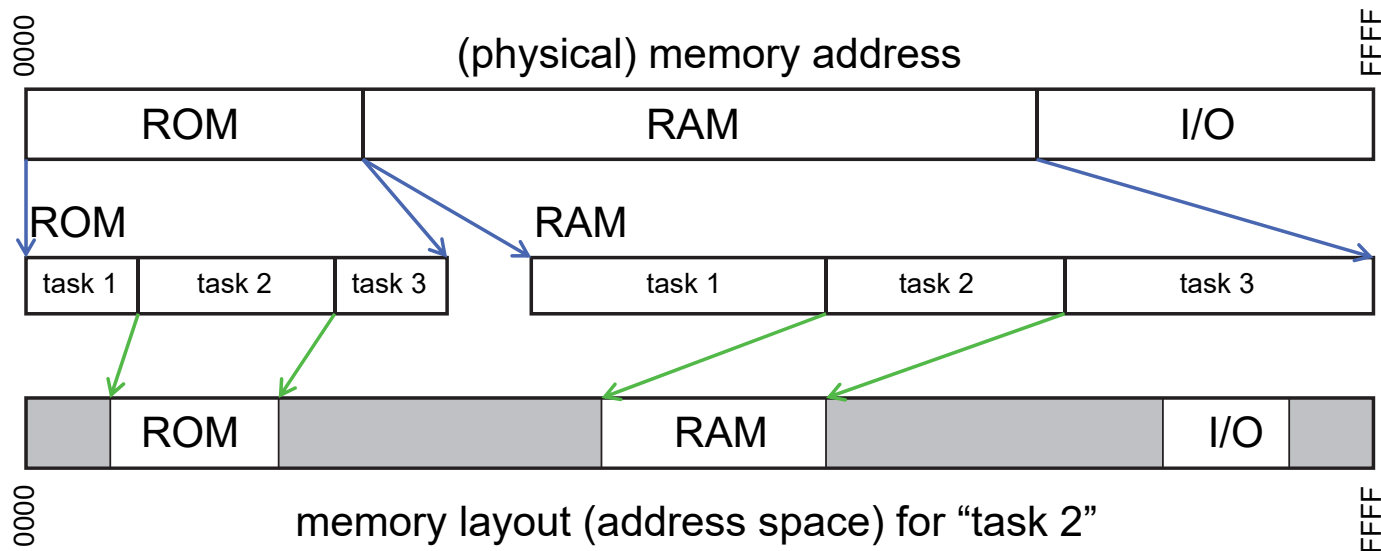 0000
(physical) memory address
FFFF
ROM RAM I/O
ROM RAM
task 1 task 2 task 3 task 1 task 2 task 3
ROM RAM I/O
0000
memory layout (address space) for “task 2”
FFFF